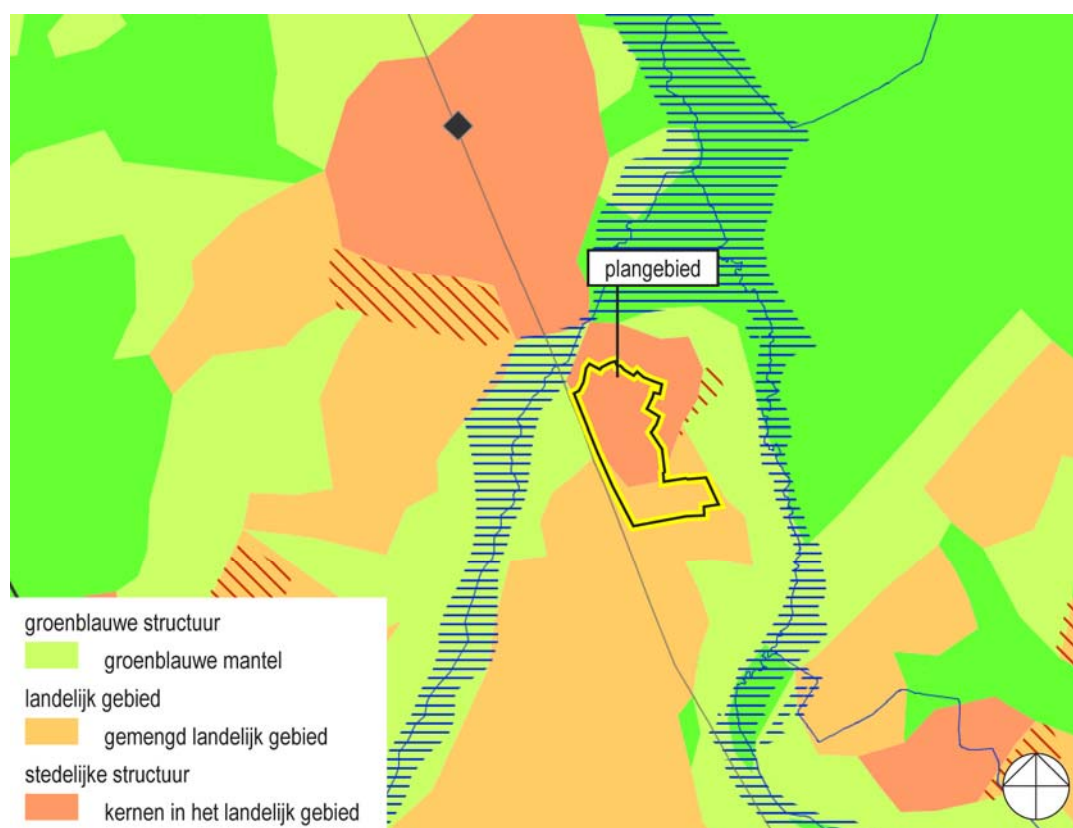 plangebied
groenblauwe structuur
groenblauwe mantel
landelijk gebied
gemengd landelijk gebied
stedelijke structuur
kernen in het landelijk gebied